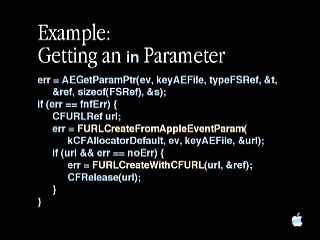 Example:
Getting an in Parameter
err = AEGetParamPtr(ev, keyAEFile, typeFSRef, &t,
&ref, sizeof(FSRef), &s);
if (err == fnfErr) {
CFURLRef url;
err = FURLCreateFromAppleEventParam(
kCFAllocatorDefault, ev, keyAEFile, &url);
if (url && err == noErr) {
err = FURLCreateWithCFURL(url, &ref);
CFRelease(url);
}
}